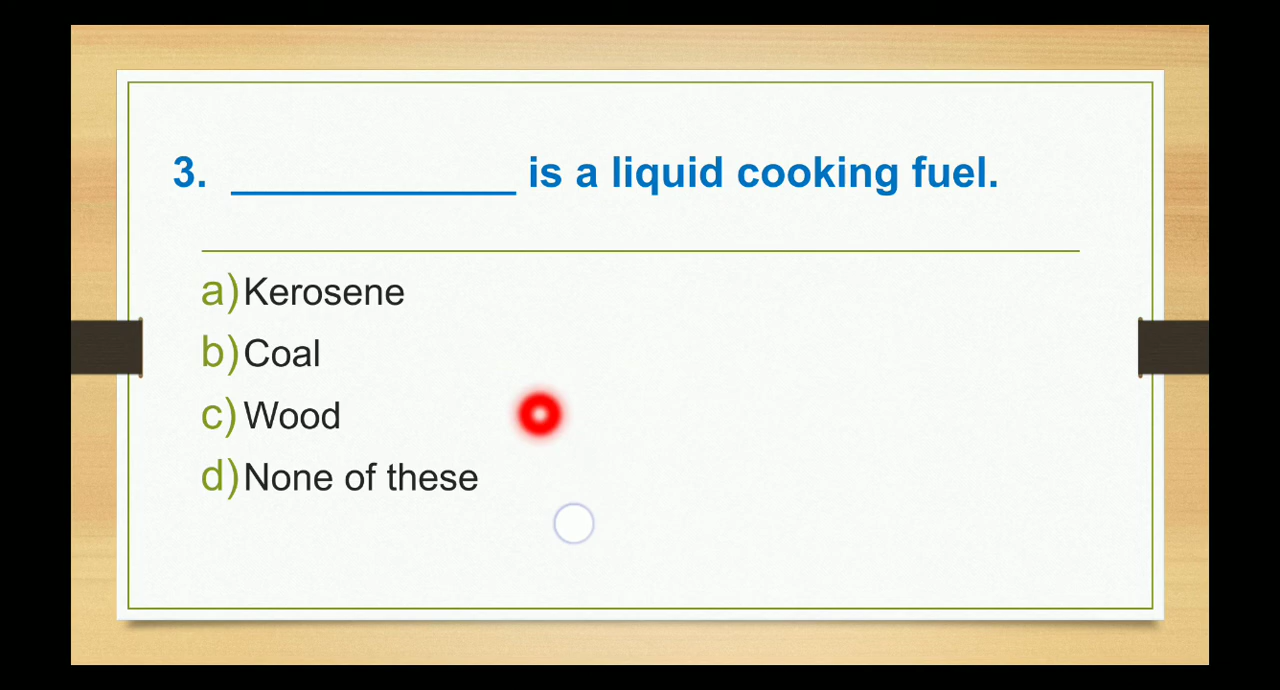 3. ____________ is a liquid cooking fuel.
a) Kerosene
b) Coal
c) Wood
d) None of these